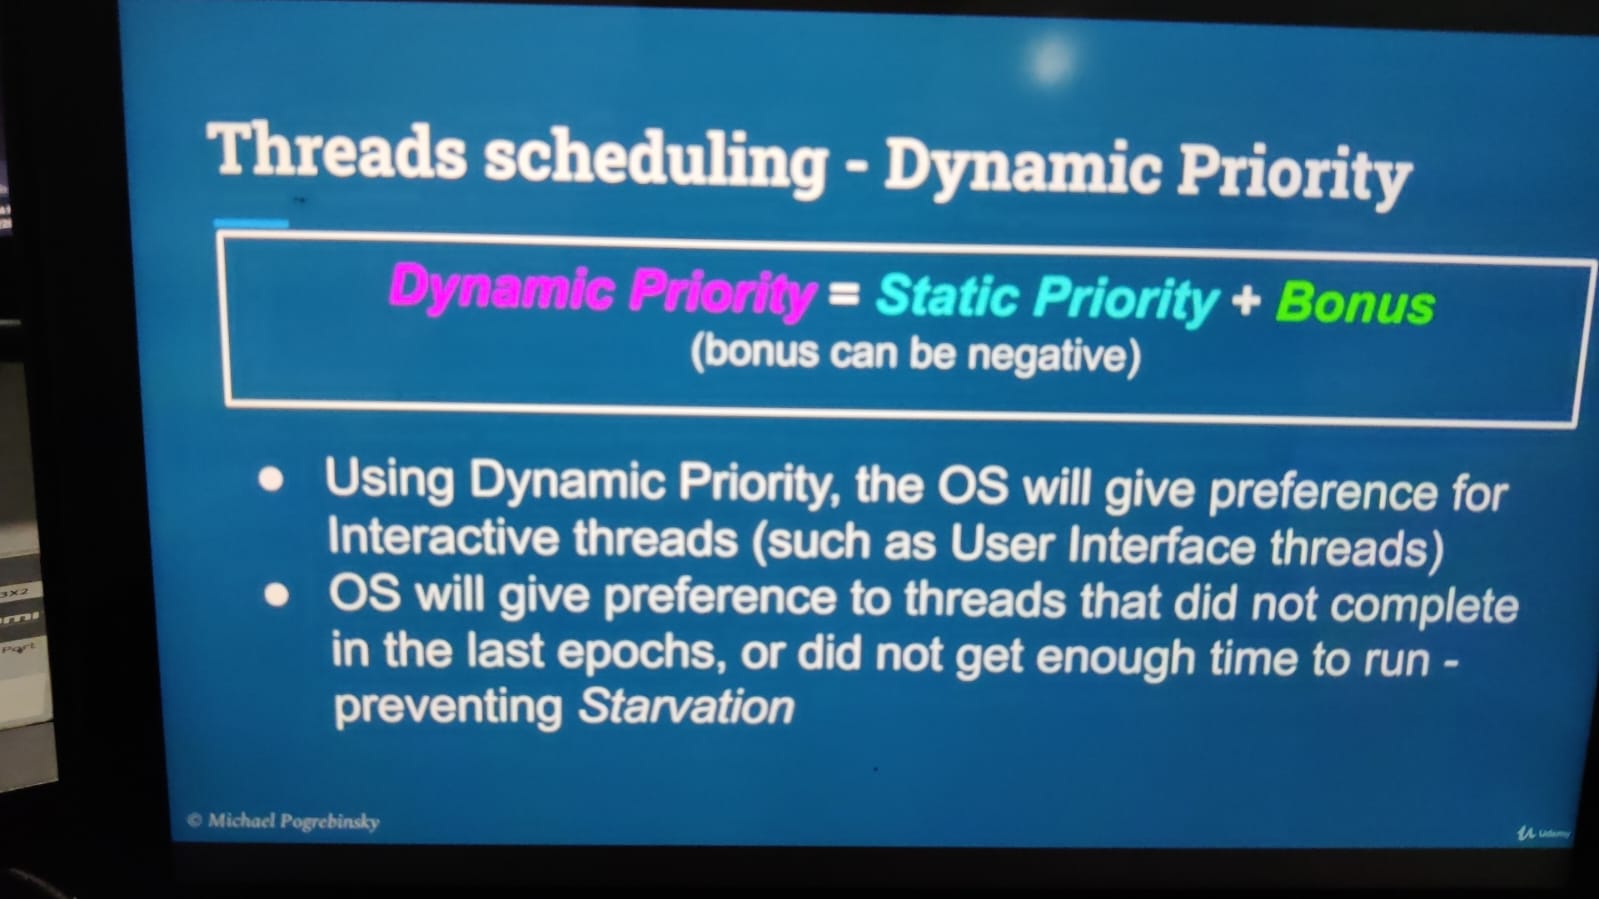 Threads scheduling - Dynamic Priority
Dynamic Priority = Static Priority + Bonus
(bonus can be negative)
● Using Dynamic Priority, the OS will give preference for
Interactive threads (such as User Interface threads)
● OS will give preference to threads that did not complete
in the last epochs, or did not get enough time to run -
preventing Starvation
© Michael Pogrebinsky
Udemy
3X2
Port